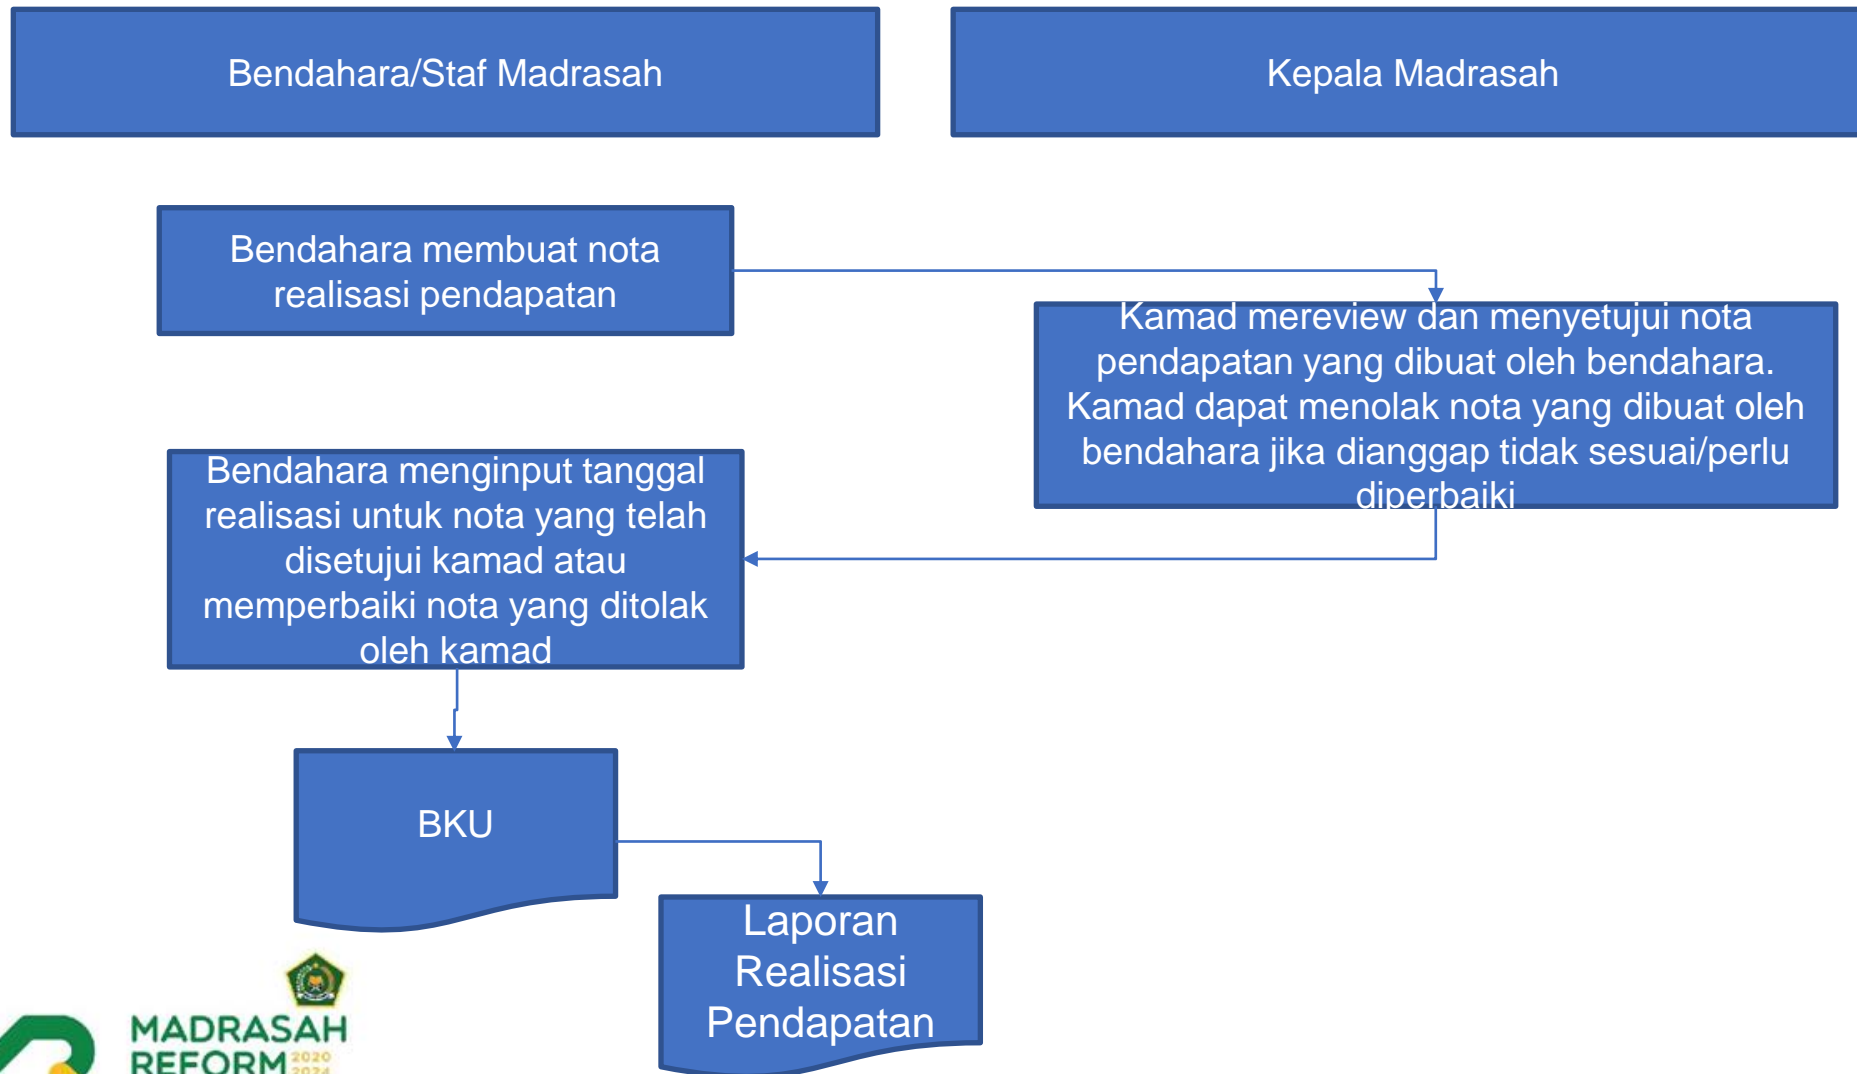 Bendahara/Staf Madrasah
Kepala Madrasah
Bendahara membuat nota
realisasi pendapatan
Kamad mereview dan menyetujui nota
pendapatan yang dibuat oleh bendahara.
Kamad dapat menolak nota yang dibuat oleh
bendahara jika dianggap tidak sesuai/perlu
diperbaiki
Bendahara menginput tanggal
realisasi untuk nota yang telah
disetujui kamad atau
memperbaiki nota yang ditolak
oleh kamad
BKU
Laporan
Realisasi
Pendapatan
MADRASAH
REFORM 2020
2024